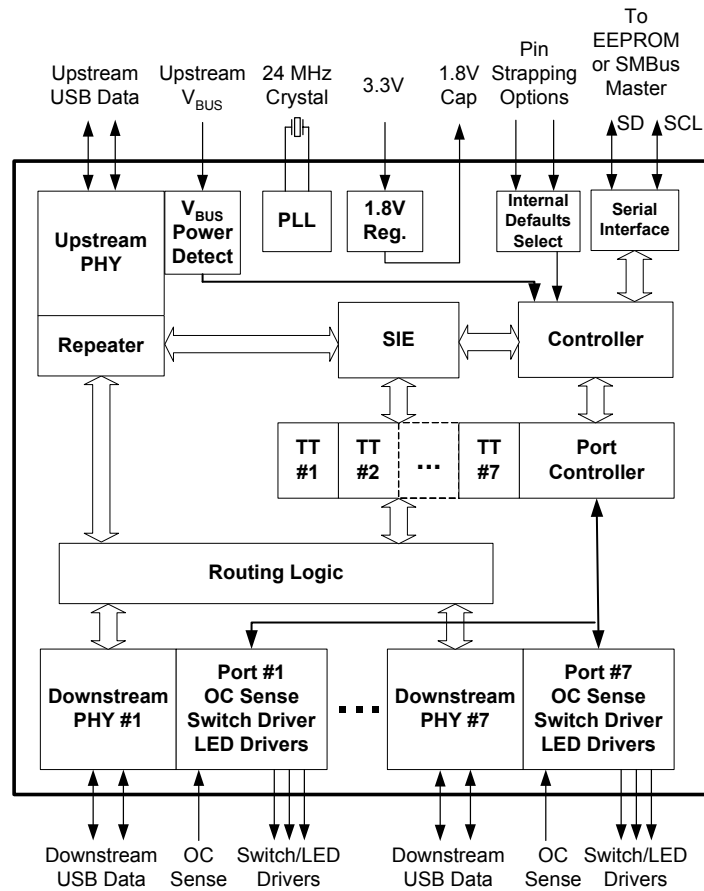 To
EEPROM
or SMBus
Master
Upstream
USB Data
Upstream
VBUS
24 MHz
Crystal
3.3V
1.8V
Cap
Pin
Strapping
Options
SD
SCL
Upstream
PHY
VBUS
Power
Detect
PLL
1.8V
Reg.
Internal
Defaults
Select
Serial
Interface
Repeater
SIE
Controller
TT
#1
TT
#2
...
TT
#7
Port
Controller
Routing Logic
Downstream
PHY #1
Port #1
OC Sense
Switch Driver
LED Drivers
Downstream
PHY #7
Port #7
OC Sense
Switch Driver
LED Drivers
Downstream
USB Data
OC
Sense
Switch/LED
Drivers
Downstream
USB Data
OC
Sense
Switch/LED
Drivers